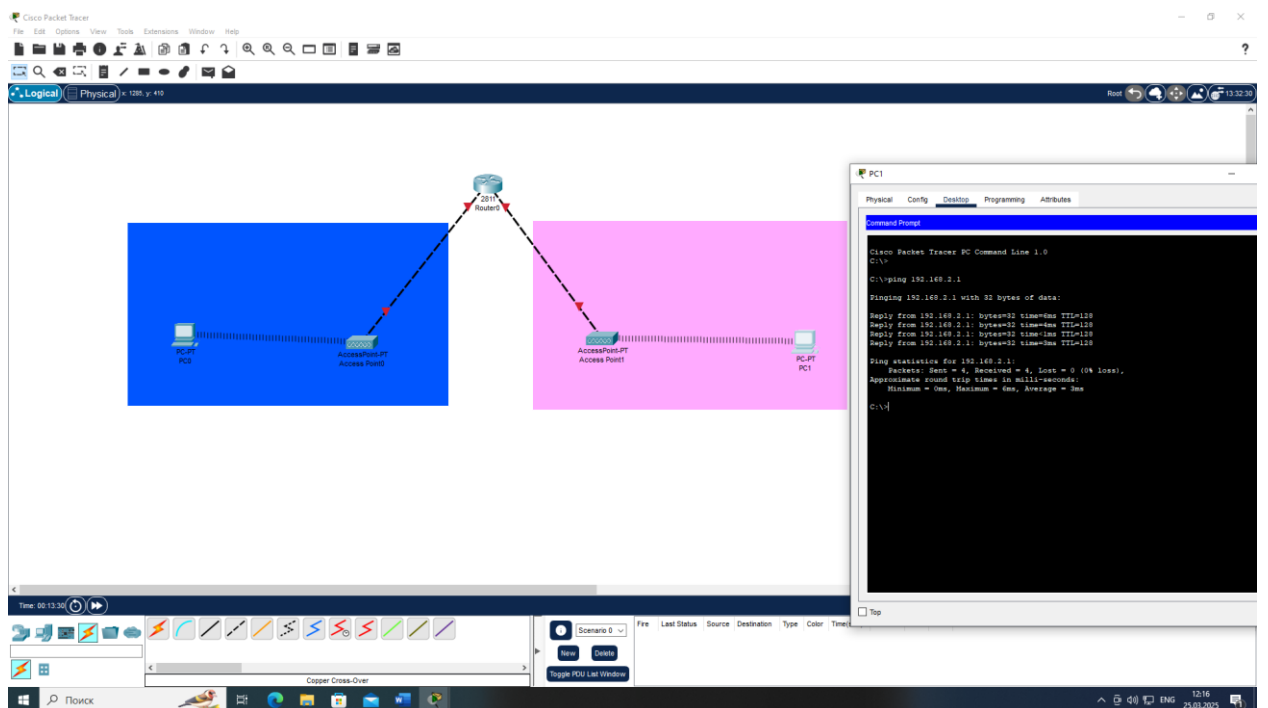 Cisco Packet Tracer
File Edit Options View Tools Extensions Window Help
?
Logical Physical x: 1285, y: 410
Root 13:32:30
2811
Router0
PC-PT
PC0
AccessPoint-PT
Access Point0
AccessPoint-PT
Access Point1
PC-PT
PC1
PC1
Physical Config Desktop Programming Attributes
Command Prompt
Cisco Packet Tracer PC Command Line 1.0
C:\>
C:\>ping 192.168.2.1
Pinging 192.168.2.1 with 32 bytes of data:
Reply from 192.168.2.1: bytes=32 time=6ms TTL=128
Reply from 192.168.2.1: bytes=32 time=4ms TTL=128
Reply from 192.168.2.1: bytes=32 time<1ms TTL=128
Reply from 192.168.2.1: bytes=32 time=3ms TTL=128
Ping statistics for 192.168.2.1:
Packets: Sent = 4, Received = 4, Lost = 0 (0% loss),
Approximate round trip times in milli-seconds:
Minimum = 0ms, Maximum = 6ms, Average = 3ms
C:\>
Top
Time: 00:13:30
Scenario 0
New Delete
Toggle PDU List Window
Fire Last Status Source Destination Type Color
Copper Cross-Over
Поиск
ENG
12:16
25.03.2025